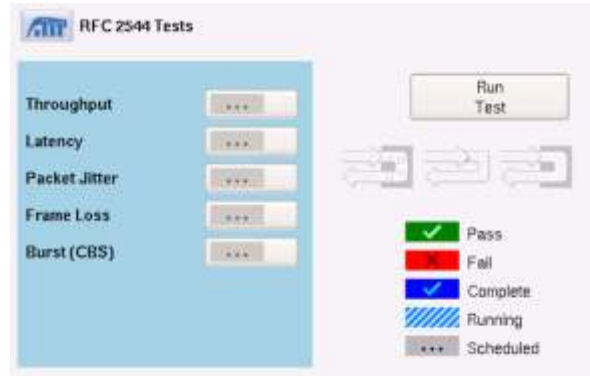 RFC 2544 Tests
Run
Test
Throughput ...
Latency ...
Packet Jitter ...
Frame Loss ...
Burst (CBS) ...
Pass
Fail
Complete
Running
... Scheduled